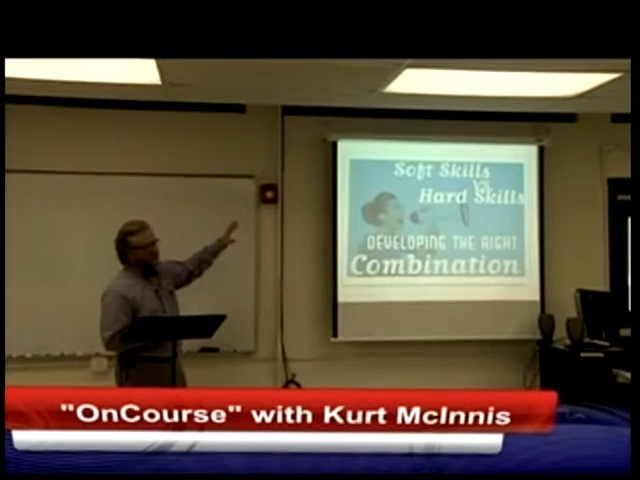 Soft Skills
Vs
Hard Skills
DEVELOPING THE RIGHT
Combination
"OnCourse" with Kurt McInnis